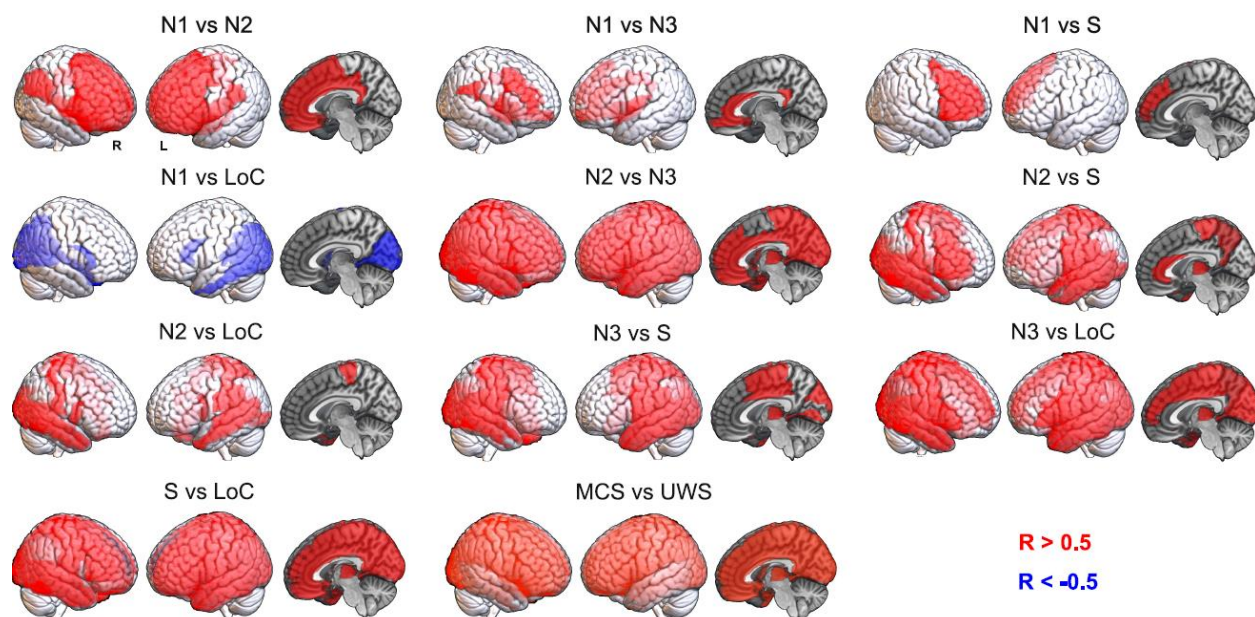 N1 vs N2
N1 vs N3
N1 vs S
R
L
N1 vs LoC
N2 vs N3
N2 vs S
N2 vs LoC
N3 vs S
N3 vs LoC
S vs LoC
MCS vs UWS
R > 0.5
R < -0.5